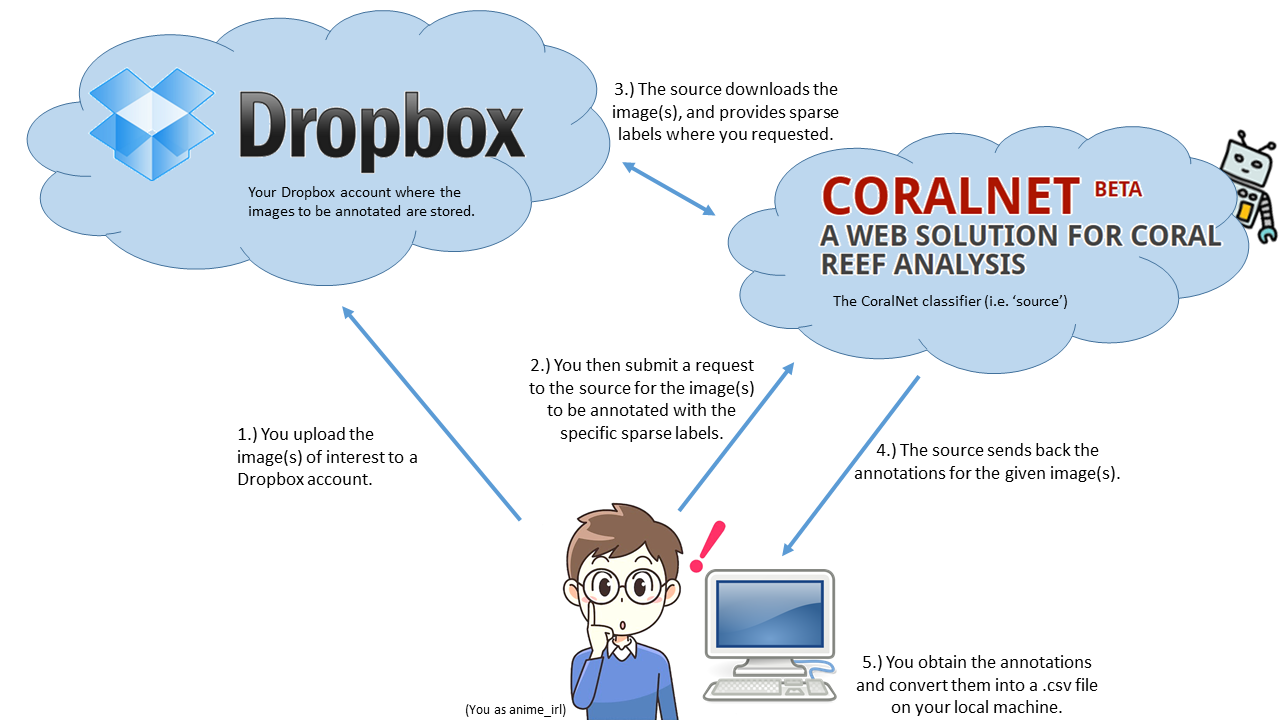 Dropbox
Your Dropbox account where the
images to be annotated are stored.
3.) The source downloads the
image(s), and provides sparse
labels where you requested.
CORALNET BETA
A WEB SOLUTION FOR CORAL
REEF ANALYSIS
The CoralNet classifier (i.e. ‘source’)
2.) You then submit a request
to the source for the image(s)
to be annotated with the
specific sparse labels.
1.) You upload the
image(s) of interest to a
Dropbox account.
4.) The source sends back the
annotations for the given image(s).
5.) You obtain the annotations
and convert them into a .csv file
on your local machine.
(You as anime_irl)